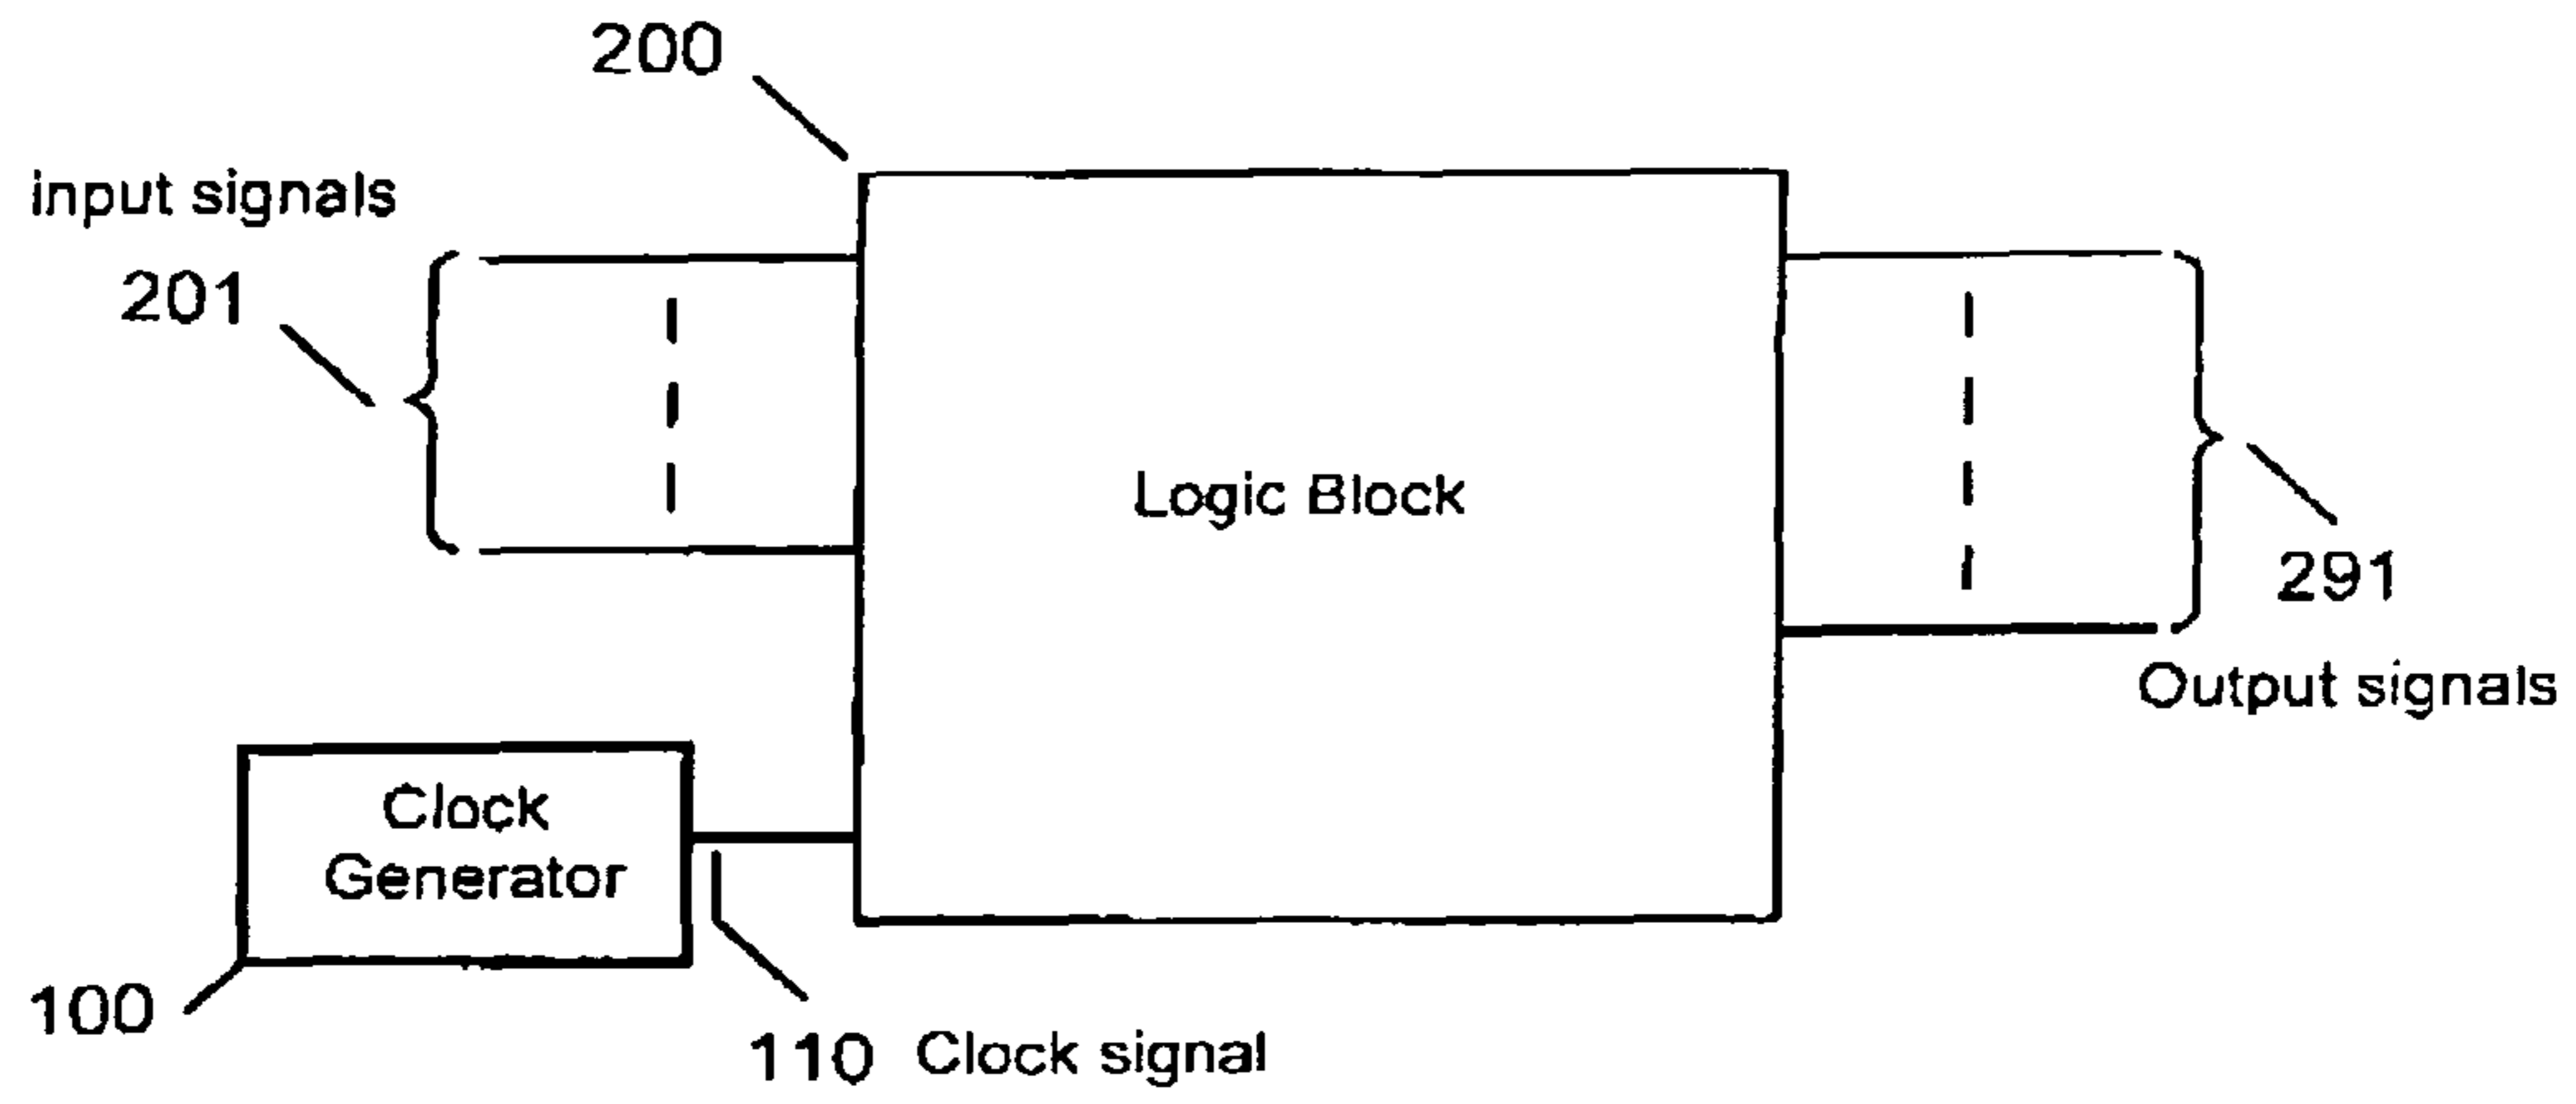 200
input signals
201
Logic Block
291
Output signals
Clock
Generator
100
110 Clock signal